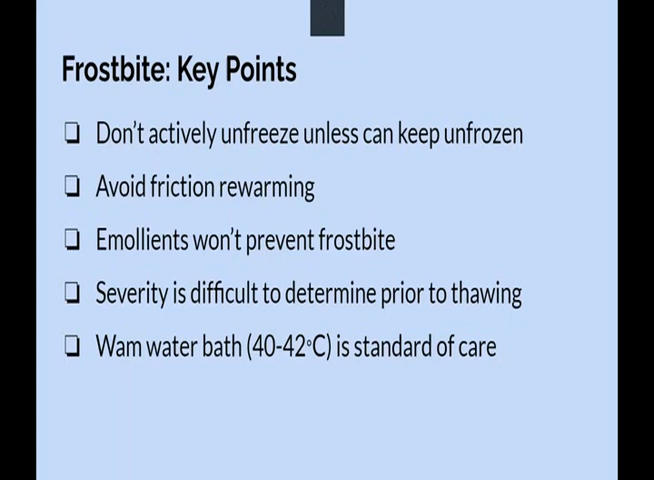 Frostbite: Key Points
❏ Don't actively unfreeze unless can keep unfrozen
❏ Avoid friction rewarming
❏ Emollients won't prevent frostbite
❏ Severity is difficult to determine prior to thawing
❏ Wam water bath (40-42°C) is standard of care